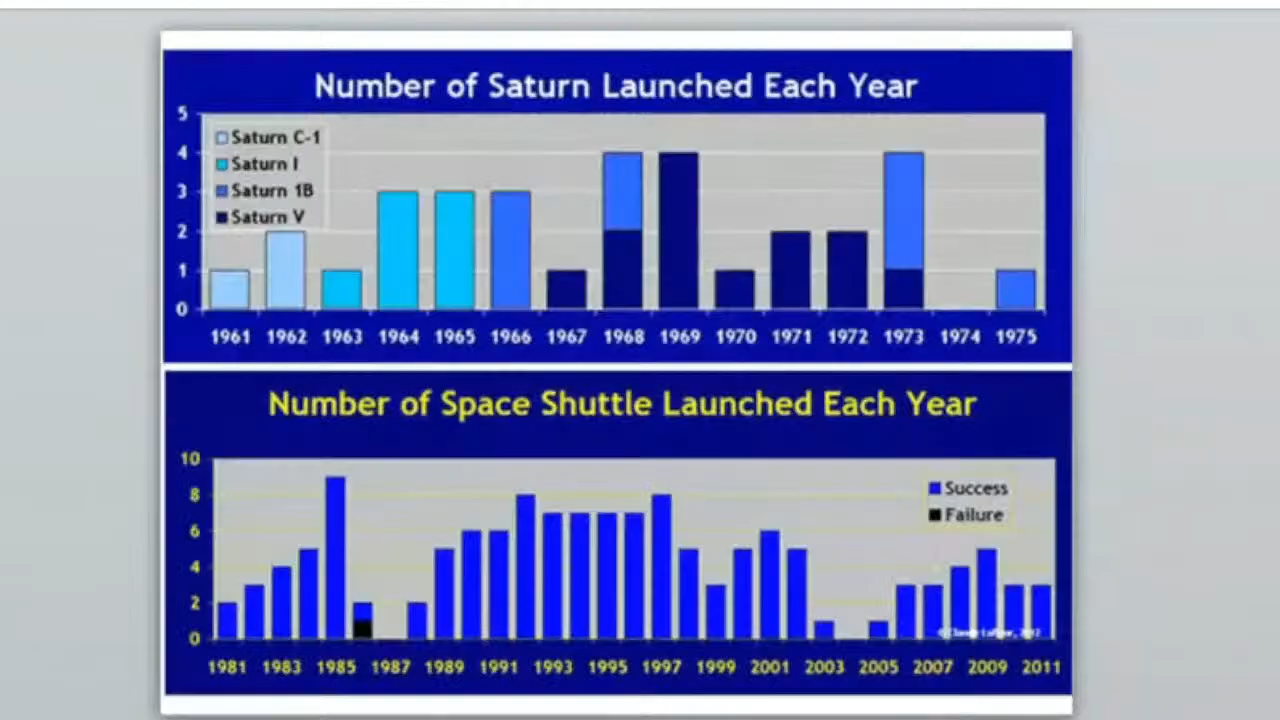 Number of Saturn Launched Each Year
5
Saturn C-1
4
Saturn I
3
Saturn 1B
Saturn V
2
1
0
1961 1962 1963 1964 1965 1966 1967 1968 1969 1970 1971 1972 1973 1974 1975
Number of Space Shuttle Launched Each Year
10
Success
8
Failure
6
4
2
0
1981 1983 1985 1987 1989 1991 1993 1995 1997 1999 2001 2003 2005 2007 2009 2011